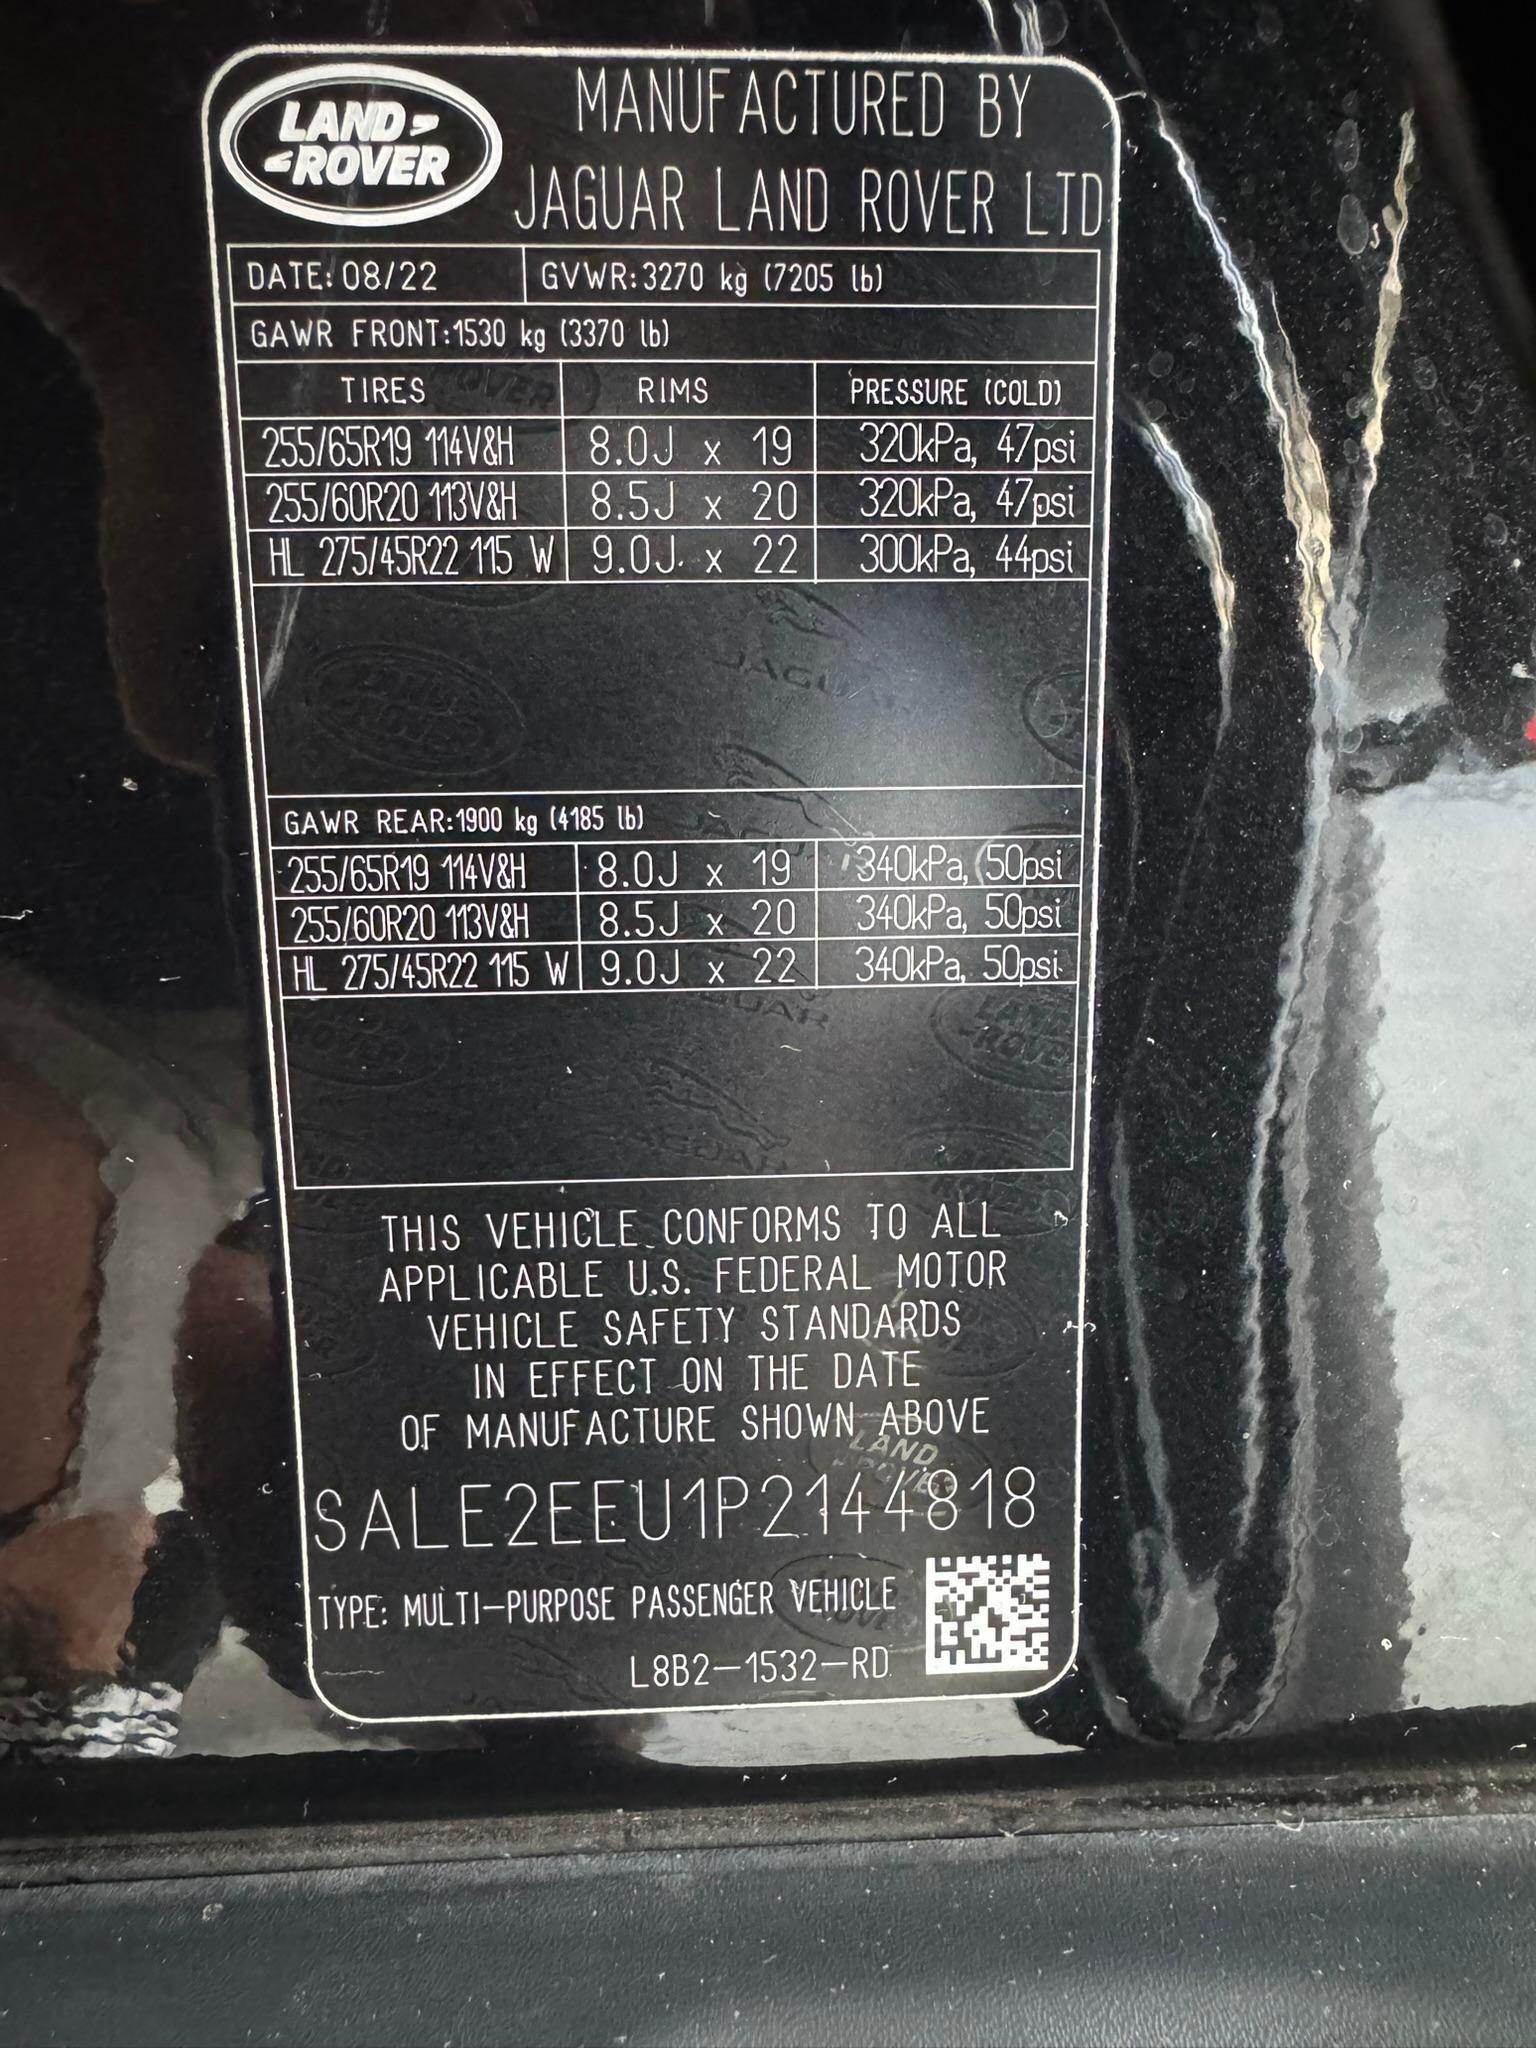 LAND
ROVER
MANUFACTURED BY
JAGUAR LAND ROVER LTD
DATE: 08/22 GVWR: 3270 kg (7205 lb)
GAWR FRONT: 1530 kg (3370 lb)
TIRES RIMS PRESSURE (COLD)
255/65R19 114V&H 8.0J x 19 320kPa, 47psi
255/60R20 113V&H 8.5J x 20 320kPa, 47psi
HL 275/45R22 115 W 9.0J x 22 300kPa, 44psi
GAWR REAR: 1900 kg (4185 lb)
255/65R19 114V&H 8.0J x 19 340kPa, 50psi
255/60R20 113V&H 8.5J x 20 340kPa, 50psi
HL 275/45R22 115 W 9.0J x 22 340kPa, 50psi
THIS VEHICLE CONFORMS TO ALL
APPLICABLE U.S. FEDERAL MOTOR
VEHICLE SAFETY STANDARDS
IN EFFECT ON THE DATE
OF MANUFACTURE SHOWN ABOVE
SALE2EEU1P2144818
TYPE: MULTI-PURPOSE PASSENGER VEHICLE
L8B2-1532-RD